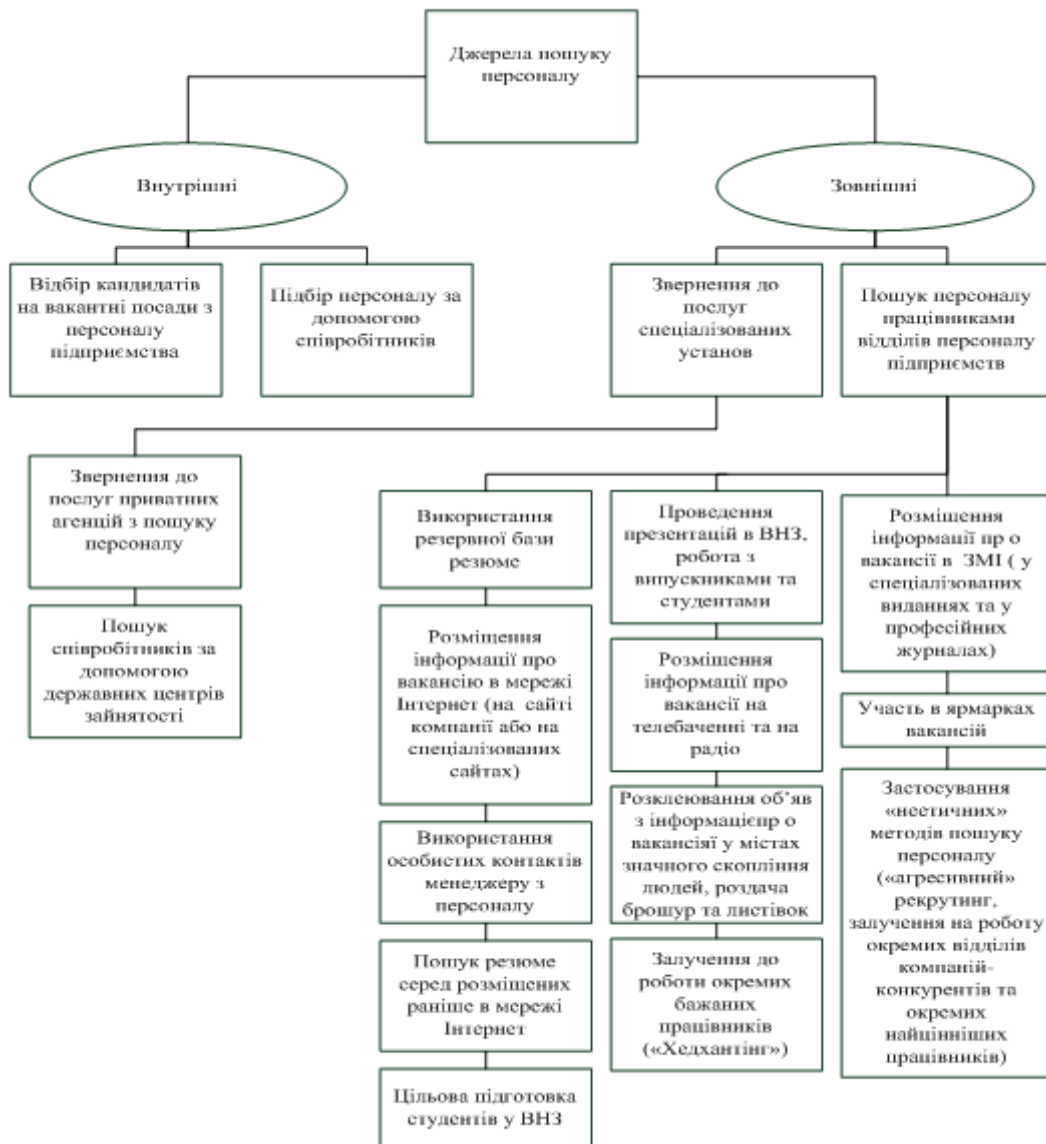 Джерела пошуку
персоналу
Внутрішні
Зовнішні
Відбір кандидатів
на вакантні посади з
персоналу
підприємства
Підбір персоналу за
допомогою
співробітників
Звернення до
послуг
спеціалізованих
установ
Пошук персоналу
працівниками
відділів персоналу
підприємств
Звернення до
послуг приватних
агенцій з пошуку
персоналу
Пошук
співробітників за
допомогою
державних центрів
зайнятості
Використання
резервної бази
резюме
Розміщення
інформації про
вакансію в мережі
Інтернет (на сайті
компанії або на
спеціалізованих
сайтах)
Використання
особистих контактів
менеджеру з
персоналу
Пошук резюме
серед розміщених
раніше в мережі
Інтернет
Цільова підготовка
студентів у ВНЗ
Проведення
презентацій в ВНЗ,
робота з
випускниками та
студентами
Розміщення
інформації про
вакансії на
телебаченні та на
радіо
Розклеювання об’яв
з інформацієпр о
вакансіяї у містах
значного скопління
людей, роздача
брошур та листівок
Залучення до
роботи окремих
бажаних
працівників
(«Хедхантінг»)
Розміщення
інформації пр о
вакансії в ЗМІ ( у
спеціалізованих
виданнях та у
професійних
журналах)
Участь в ярмарках
вакансій
Застосування
«неетичних»
методів пошуку
персоналу
(«агресивний»
рекрутинг,
залучення на роботу
окремих відділів
компаній-
конкурентів та
окремих
найцінніших
працівників)